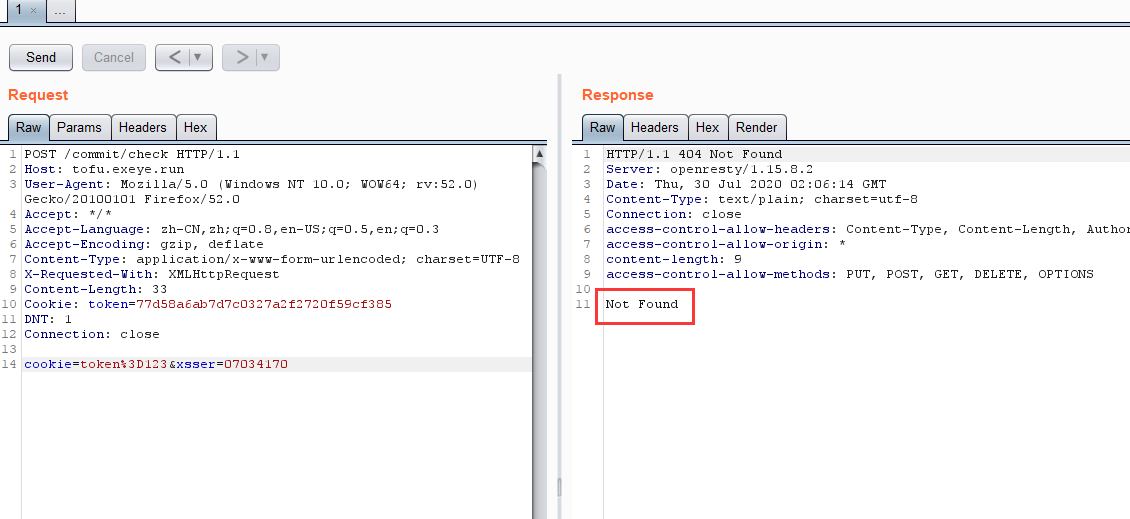 1 × ...
Send Cancel < ▼ > ▼
Request
Raw Params Headers Hex
1 POST /commit/check HTTP/1.1
2 Host: tofu.exeye.run
3 User-Agent: Mozilla/5.0 (Windows NT 10.0; WOW64; rv:52.0)
Gecko/20100101 Firefox/52.0
4 Accept: */*
5 Accept-Language: zh-CN,zh;q=0.8,en-US;q=0.5,en;q=0.3
6 Accept-Encoding: gzip, deflate
7 Content-Type: application/x-www-form-urlencoded; charset=UTF-8
8 X-Requested-With: XMLHttpRequest
9 Content-Length: 33
10 Cookie: token=77d58a6ab7d7c0327a2f2720f59cf385
11 DNT: 1
12 Connection: close
13
14 cookie=token%3D123&xsser=07034170
Response
Raw Headers Hex Render
1 HTTP/1.1 404 Not Found
2 Server: openresty/1.15.8.2
3 Date: Thu, 30 Jul 2020 02:06:14 GMT
4 Content-Type: text/plain; charset=utf-8
5 Connection: close
6 access-control-allow-headers: Content-Type, Content-Length, Author
7 access-control-allow-origin: *
8 content-length: 9
9 access-control-allow-methods: PUT, POST, GET, DELETE, OPTIONS
10
11 Not Found